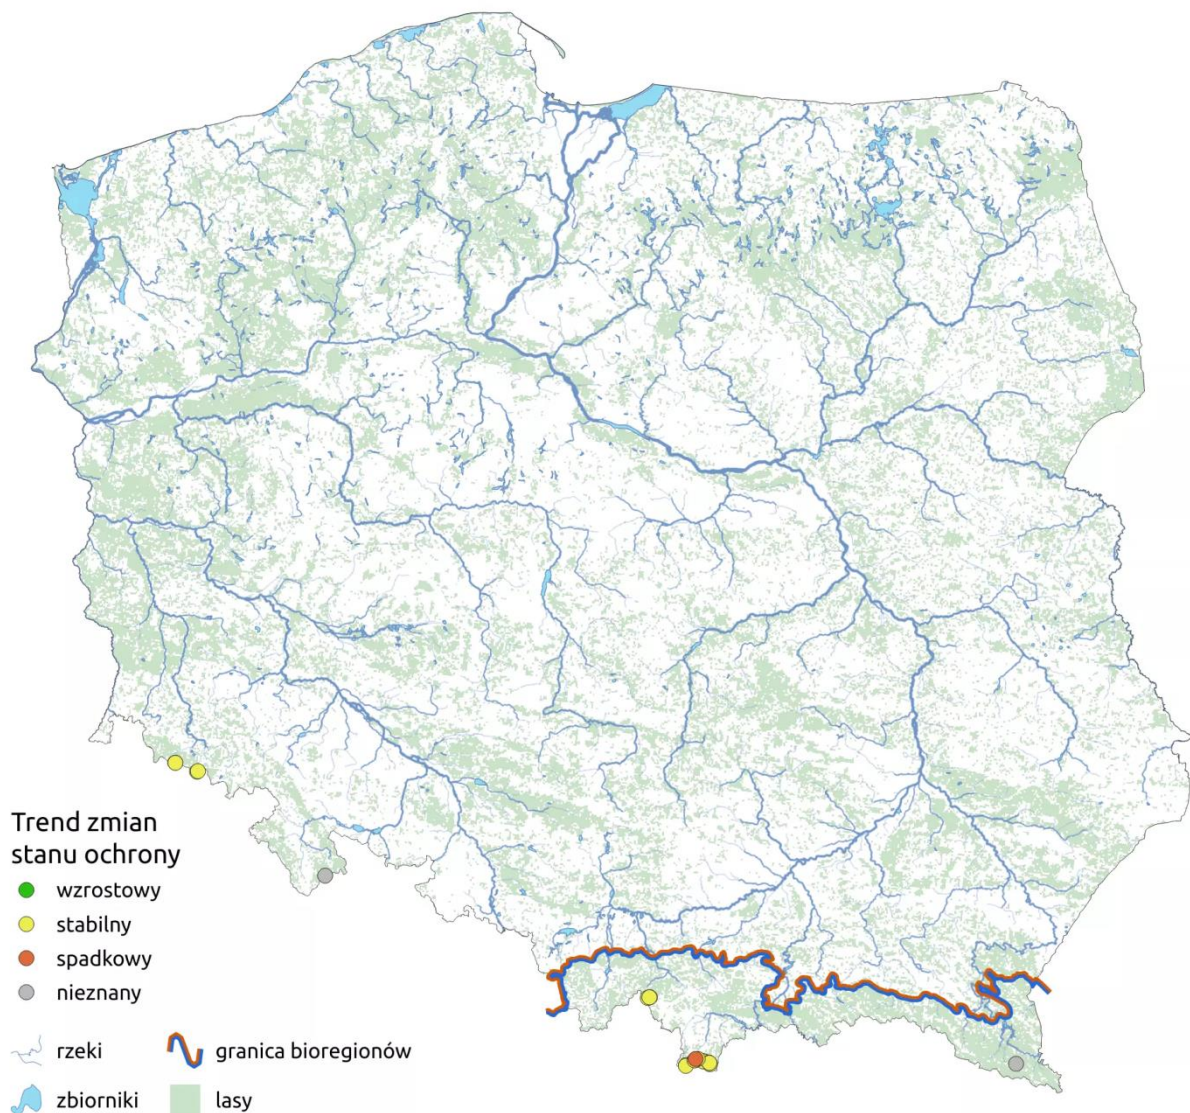 Trend zmian
stanu ochrony
wzrostowy
stabilny
spadkowy
nieznany
rzeki
granica bioregionów
zbiorniki
lasy